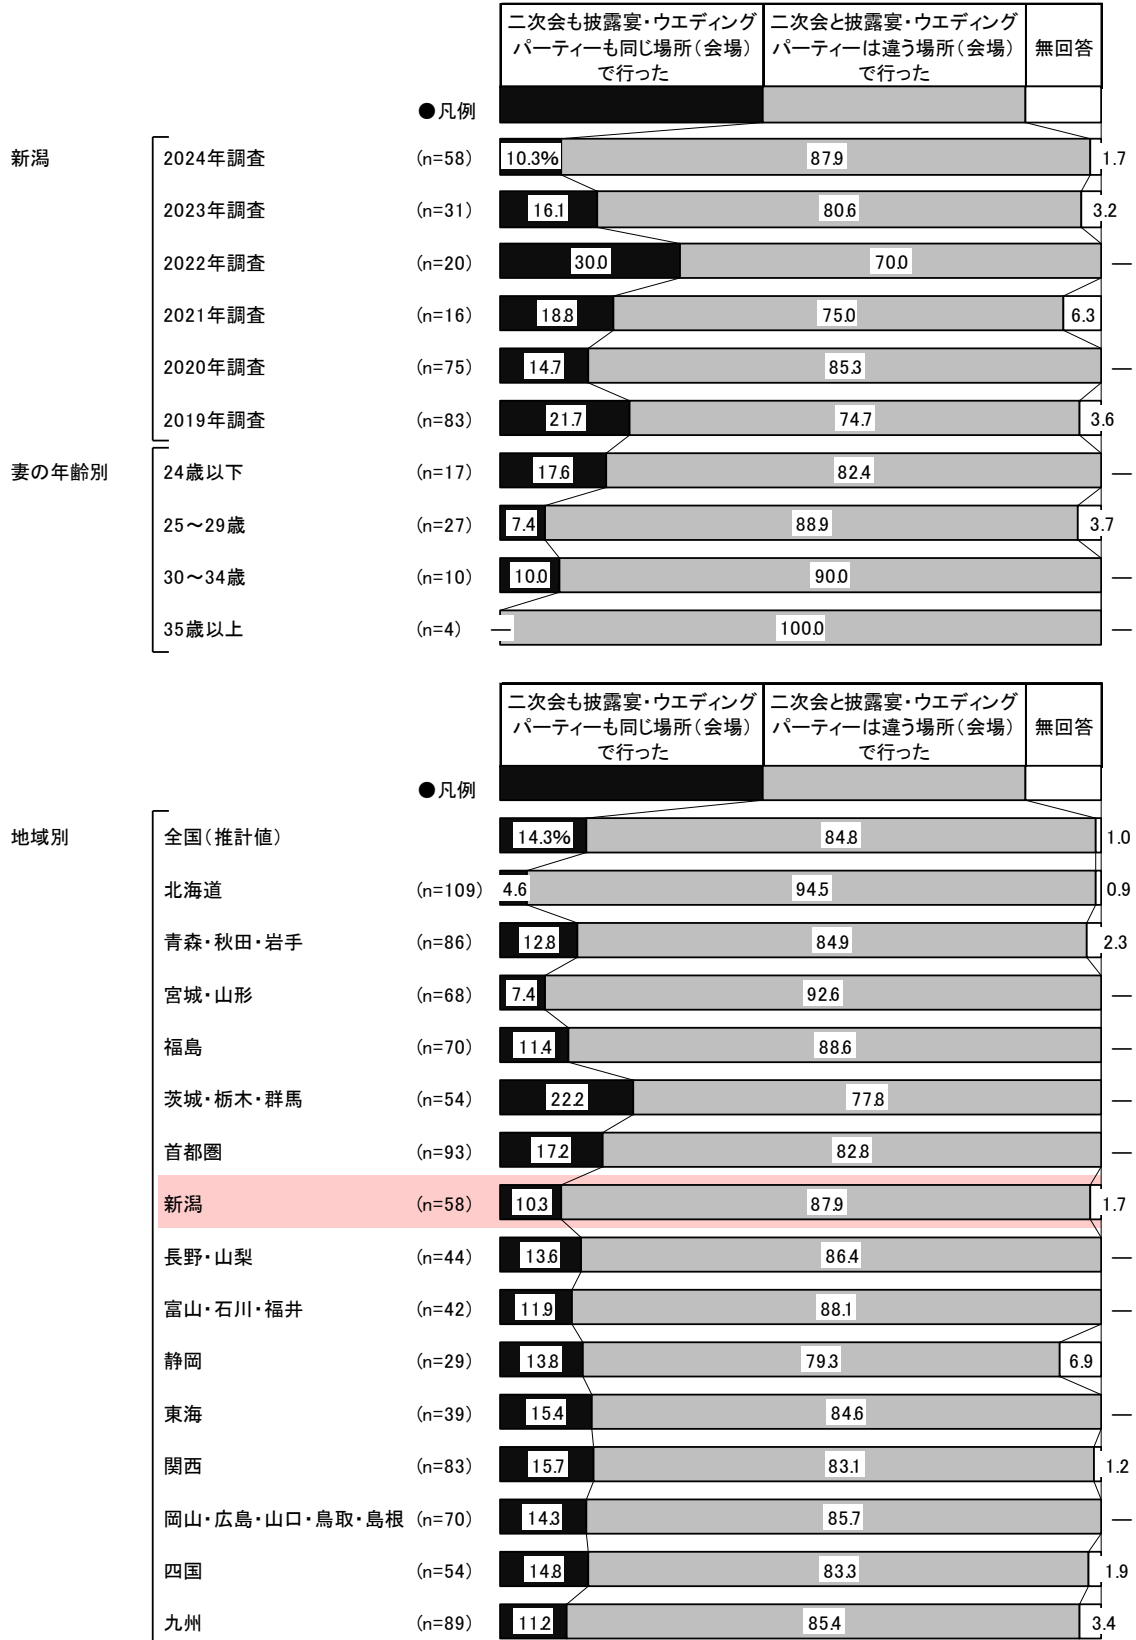 二次会も披露宴・ウエディング
パーティーも同じ場所(会場)
で行った
二次会と披露宴・ウエディング
パーティーは違う場所(会場)
で行った
無回答
●凡例
新潟 2024年調査 (n=58) 10.3% 87.9 1.7
2023年調査 (n=31) 16.1 80.6 3.2
2022年調査 (n=20) 30.0 70.0 —
2021年調査 (n=16) 18.8 75.0 6.3
2020年調査 (n=75) 14.7 85.3 —
2019年調査 (n=83) 21.7 74.7 3.6
妻の年齢別 24歳以下 (n=17) 17.6 82.4 —
25~29歳 (n=27) 7.4 88.9 3.7
30~34歳 (n=10) 10.0 90.0 —
35歳以上 (n=4) — 100.0 —
二次会も披露宴・ウエディング
パーティーも同じ場所(会場)
で行った
二次会と披露宴・ウエディング
パーティーは違う場所(会場)
で行った
無回答
●凡例
地域別 全国(推計値) 14.3% 84.8 1.0
北海道 (n=109) 4.6 94.5 0.9
青森・秋田・岩手 (n=86) 12.8 84.9 2.3
宮城・山形 (n=68) 7.4 92.6 —
福島 (n=70) 11.4 88.6 —
茨城・栃木・群馬 (n=54) 22.2 77.8 —
首都圏 (n=93) 17.2 82.8 —
新潟 (n=58) 10.3 87.9 1.7
長野・山梨 (n=44) 13.6 86.4 —
富山・石川・福井 (n=42) 11.9 88.1 —
静岡 (n=29) 13.8 79.3 6.9
東海 (n=39) 15.4 84.6 —
関西 (n=83) 15.7 83.1 1.2
岡山・広島・山口・鳥取・島根 (n=70) 14.3 85.7 —
四国 (n=54) 14.8 83.3 1.9
九州 (n=89) 11.2 85.4 3.4